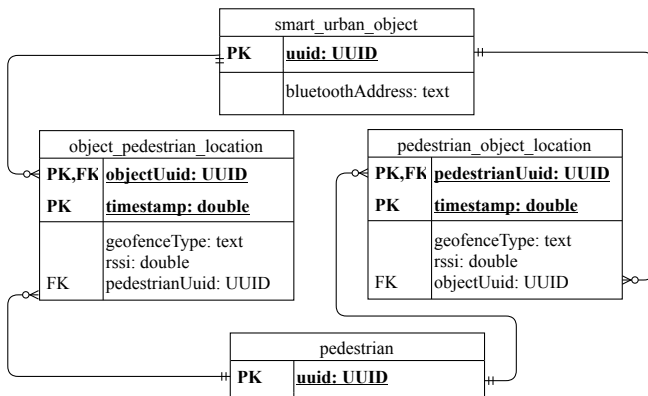 smart_urban_object
PK uuid: UUID
bluetoothAddress: text
object_pedestrian_location
PK,FK objectUuid: UUID
PK timestamp: double
geofenceType: text
rssi: double
FK pedestrianUuid: UUID
pedestrian_object_location
PK,FK pedestrianUuid: UUID
PK timestamp: double
geofenceType: text
rssi: double
FK objectUuid: UUID
pedestrian
PK uuid: UUID